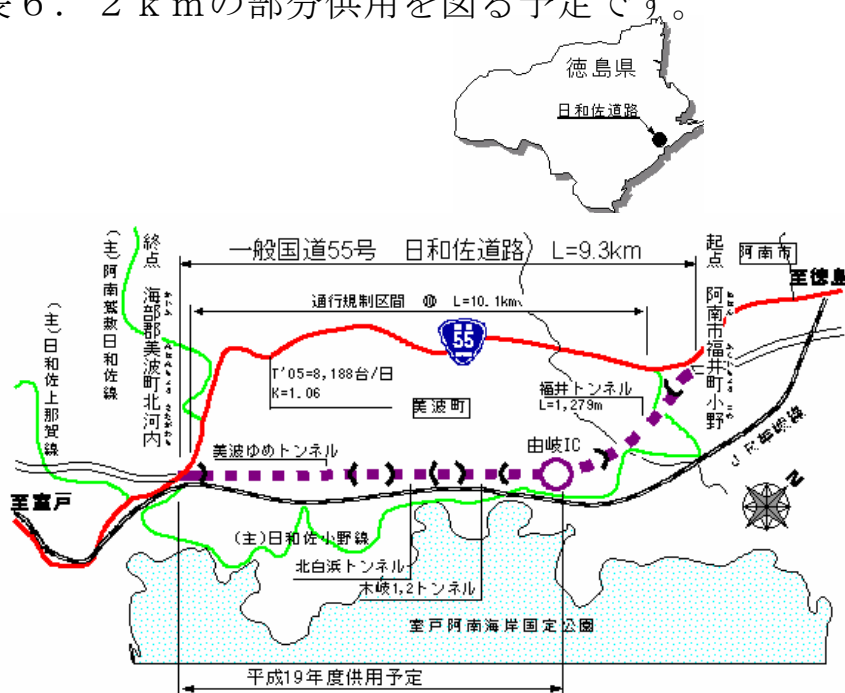 長６．２ｋｍの部分供用を図る予定です。
徳島県
日和佐道路
一般国道55号 日和佐道路 L=9.3km
通行規制区間 ⑩ L=10.1km
終点 海部郡美波町北河内
(主)阿南鷲敷日和佐線
(主)日和佐上那賀線
起点 阿南市福井町小野
阿南市
至徳島
55
T'05=8,188台/日
K=1.06
美波町
福井トンネル
L=1,279m
由岐IC
美波ゆめトンネル
JR牟岐線
N
至室戸
(主)日和佐小野線
北白浜トンネル
木岐1,2トンネル
室戸阿南海岸国定公園
平成19年度供用予定